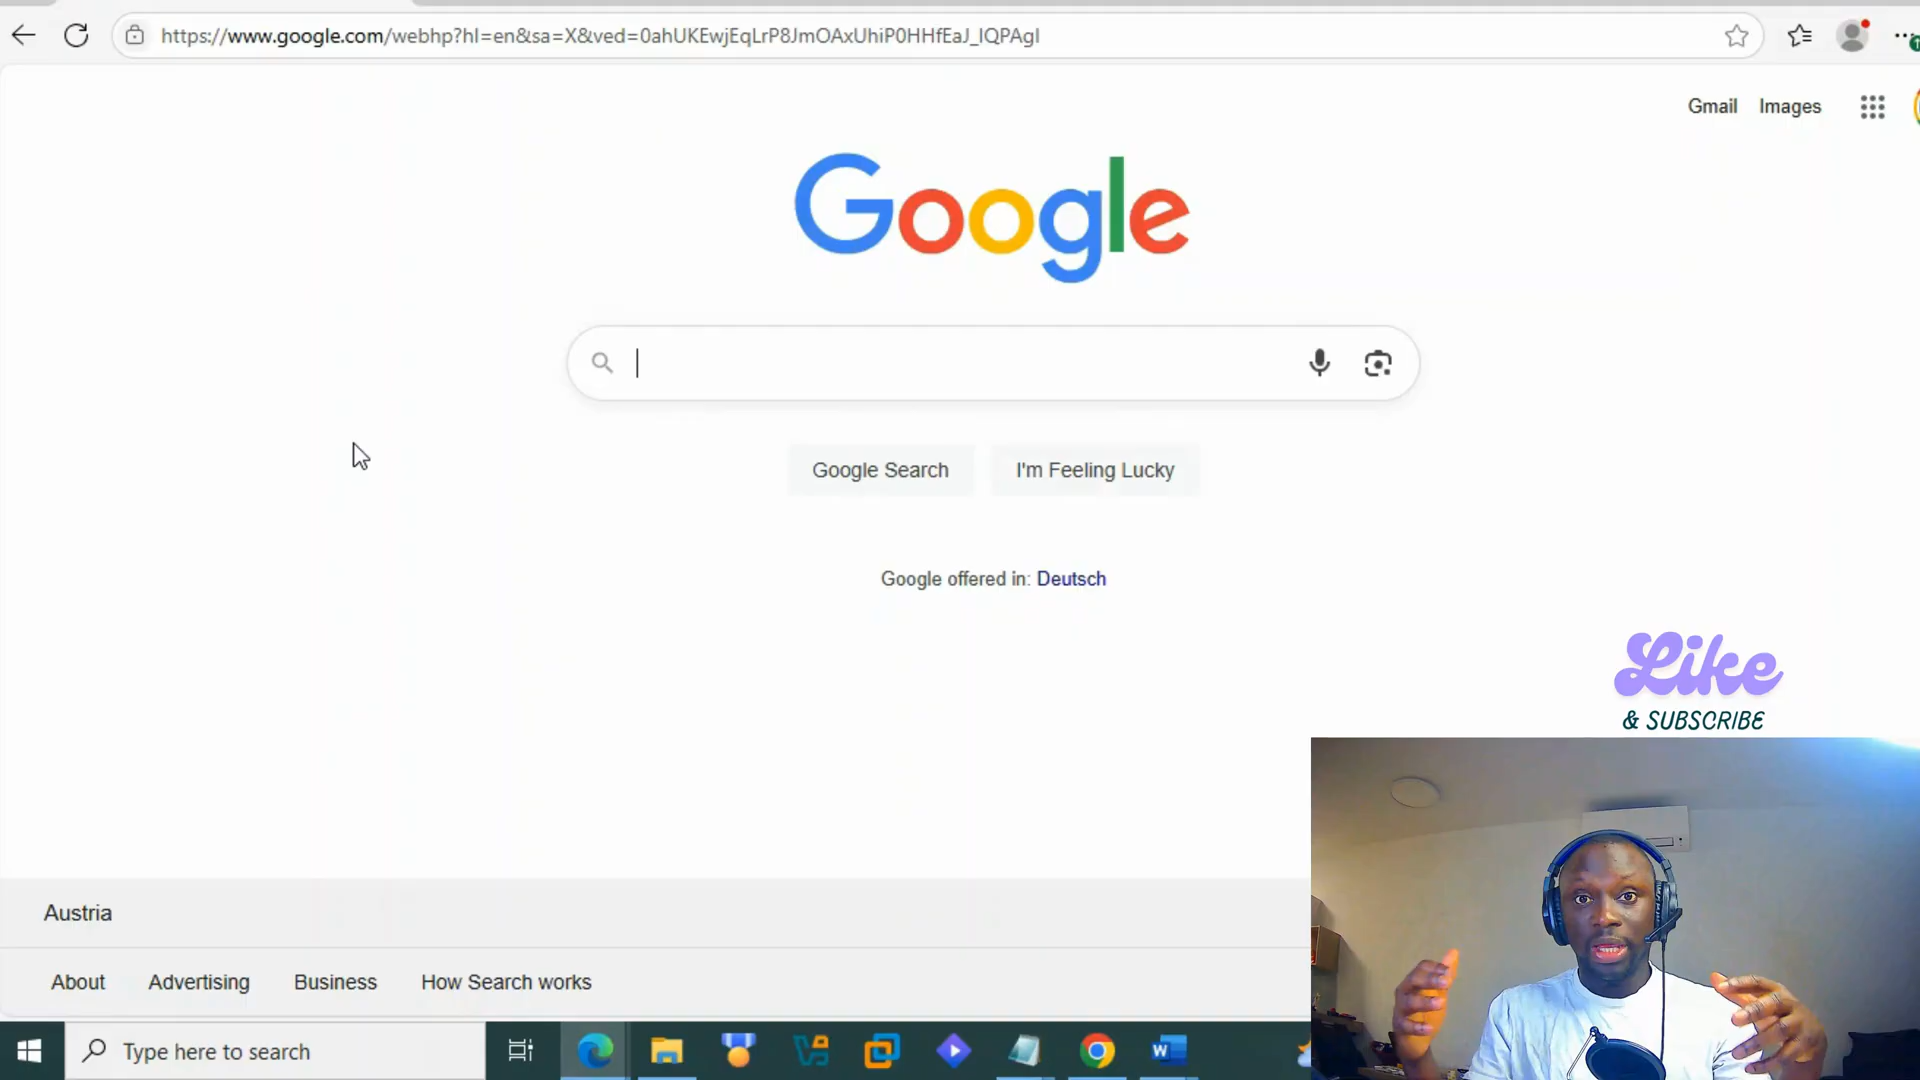 https://www.google.com/webhp?hl=en&sa=X&ved=0ahUKEwjEqLrP8JmOAxUhiP0HHfEaJ_IQPAgI
Gmail Images
Google
Google Search I'm Feeling Lucky
Google offered in: Deutsch
Like
& SUBSCRIBE
Austria
About Advertising Business How Search works
Type here to search